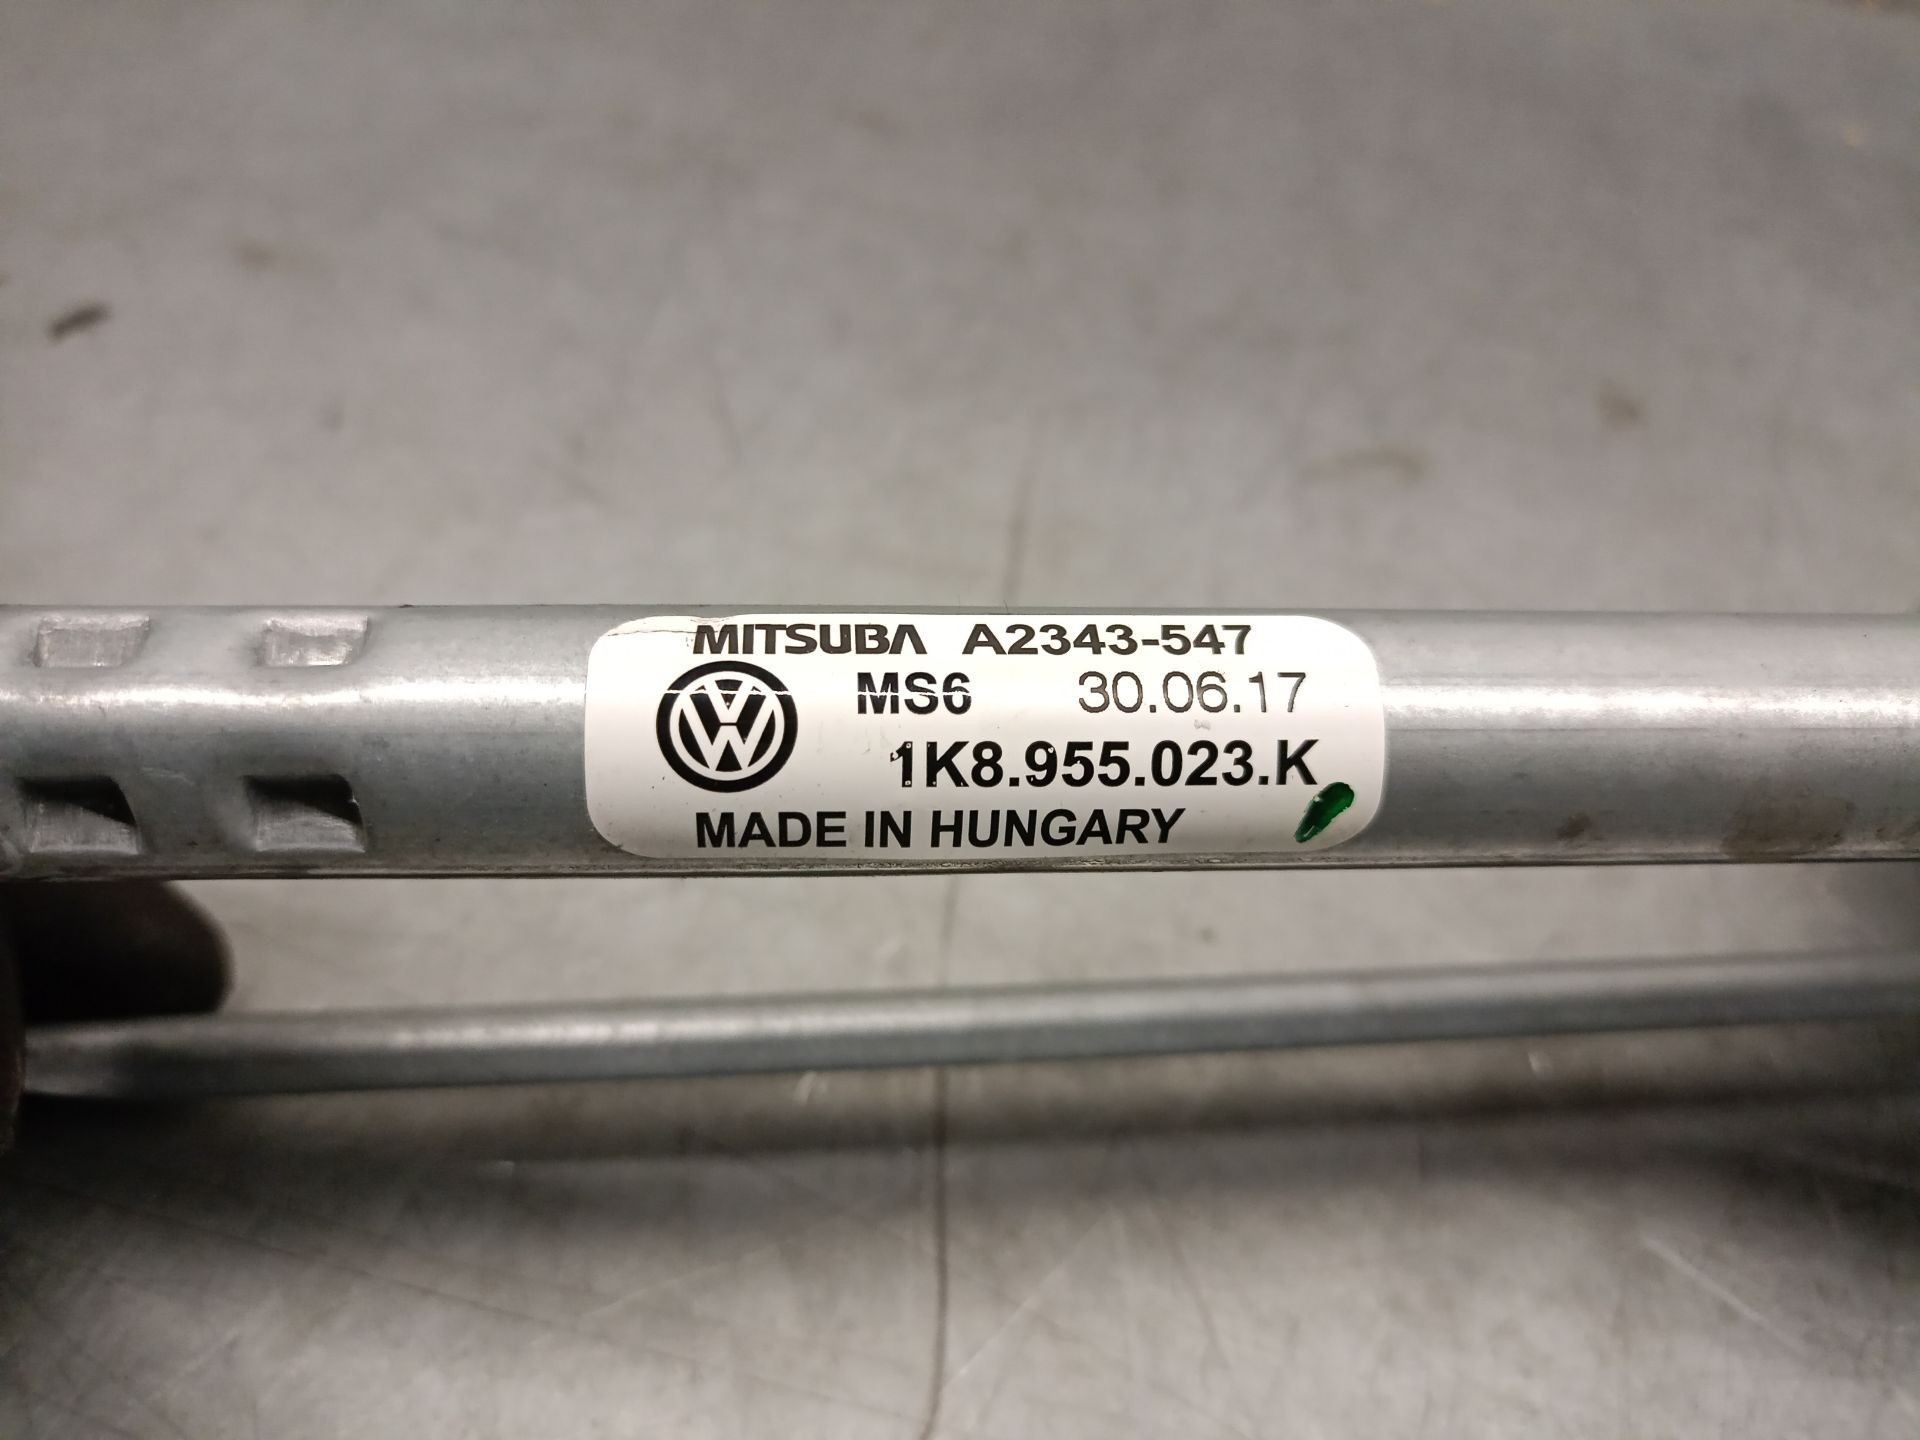 MITSUBA A2343-547
MS6 30.06.17
1K8.955.023.K
MADE IN HUNGARY